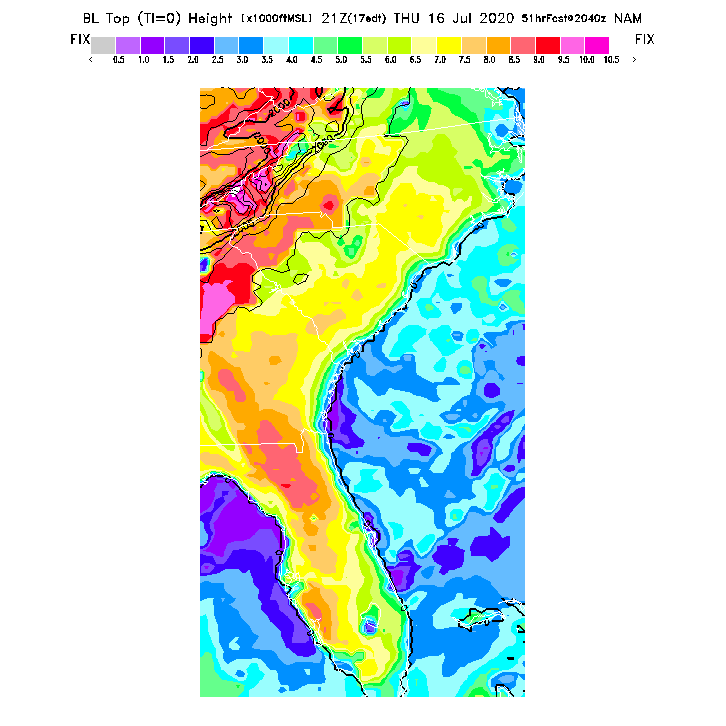 BL Top (TI=0) Height [x1000ftMSL] 21Z(17edt) THU 16 Jul 2020 51hrFcst@2040z NAM
FIX FIX
< 0.5 1.0 1.5 2.0 2.5 3.0 3.5 4.0 4.5 5.0 5.5 6.0 6.5 7.0 7.5 8.0 8.5 9.0 9.5 10.0 10.5 >
2000
2000